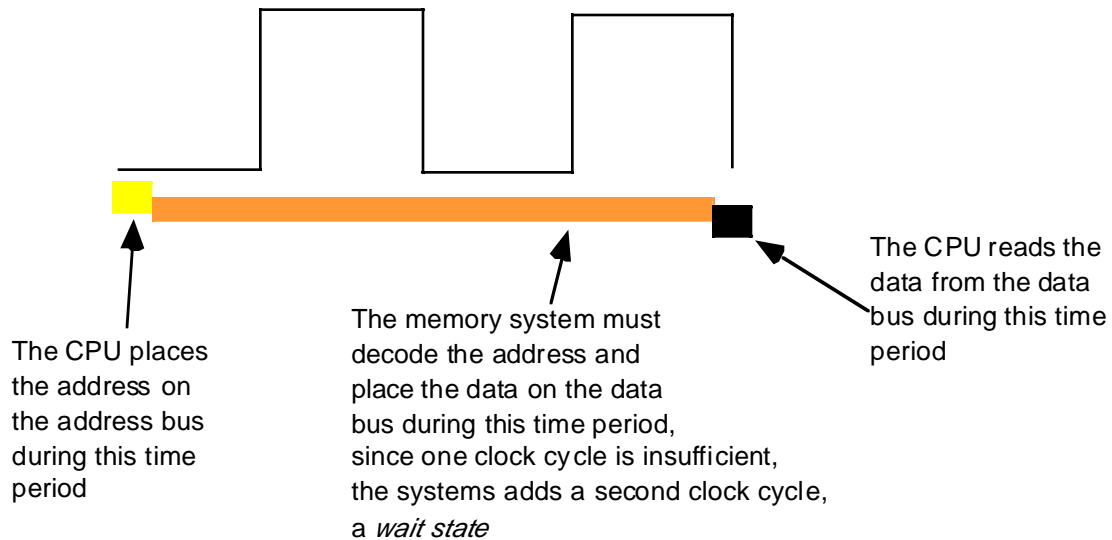 The CPU places
the address on
the address bus
during this time
period
The memory system must
decode the address and
place the data on the data
bus during this time period,
since one clock cycle is insufficient,
the systems adds a second clock cycle,
a wait state
The CPU reads the
data from the data
bus during this time
period